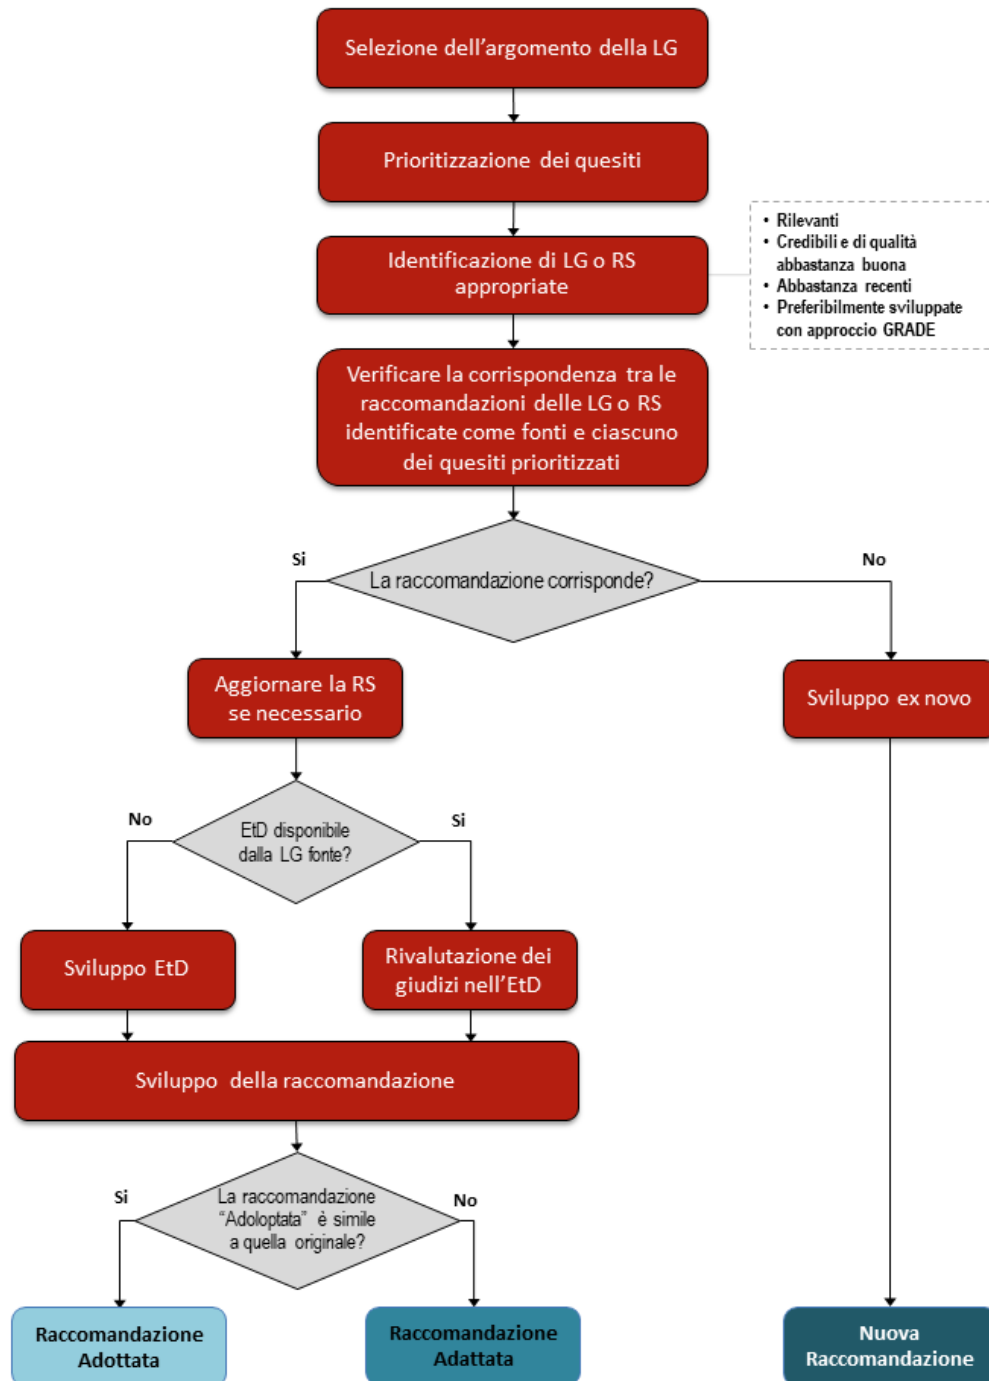 Selezione dell'argomento della LG
Prioritizzazione dei quesiti
Identificazione di LG o RS
appropriate
• Rilevanti
• Credibili e di qualità
abbastanza buona
• Abbastanza recenti
• Preferibilmente sviluppate
con approccio GRADE
Verificare la corrispondenza tra le
raccomandazioni delle LG o RS
identificate come fonti e ciascuno
dei quesiti prioritizzati
Si
No
La raccomandazione corrisponde?
Aggiornare la RS
se necessario
Sviluppo ex novo
No
Si
EtD disponibile
dalla LG fonte?
Sviluppo EtD
Rivalutazione dei
giudizi nell'EtD
Sviluppo della raccomandazione
Si
No
La raccomandazione
"Adoloptata" è simile
a quella originale?
Raccomandazione
Adottata
Raccomandazione
Adattata
Nuova
Raccomandazione